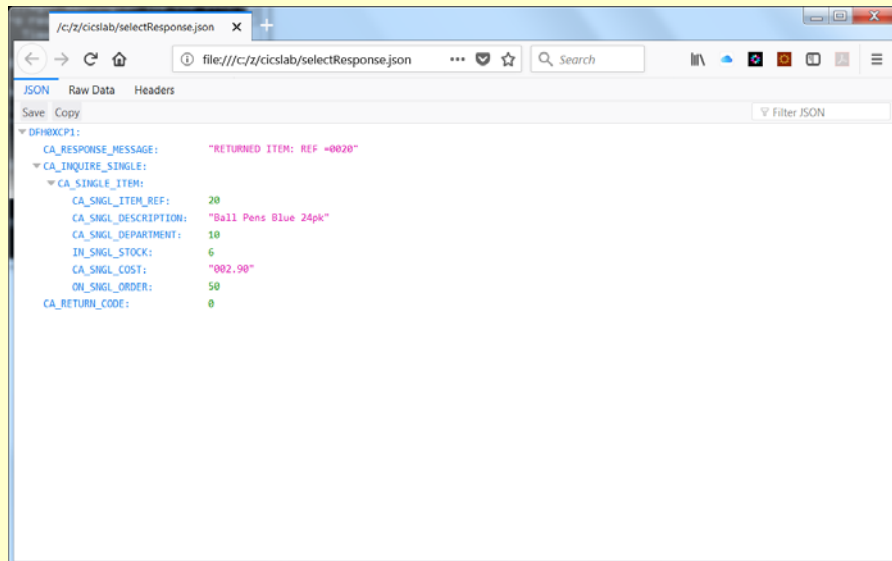 /c:/z/cicslab/selectResponse.json
file:///c:/z/cicslab/selectResponse.json
Search
JSON Raw Data Headers
Save Copy
Filter JSON
DFH0XCP1:
CA_RESPONSE_MESSAGE: "RETURNED ITEM: REF =0020"
CA_INQUIRE_SINGLE:
CA_SINGLE_ITEM:
CA_SNGL_ITEM_REF: 20
CA_SNGL_DESCRIPTION: "Ball Pens Blue 24pk"
CA_SNGL_DEPARTMENT: 10
IN_SNGL_STOCK: 6
CA_SNGL_COST: "002.90"
ON_SNGL_ORDER: 50
CA_RETURN_CODE: 0